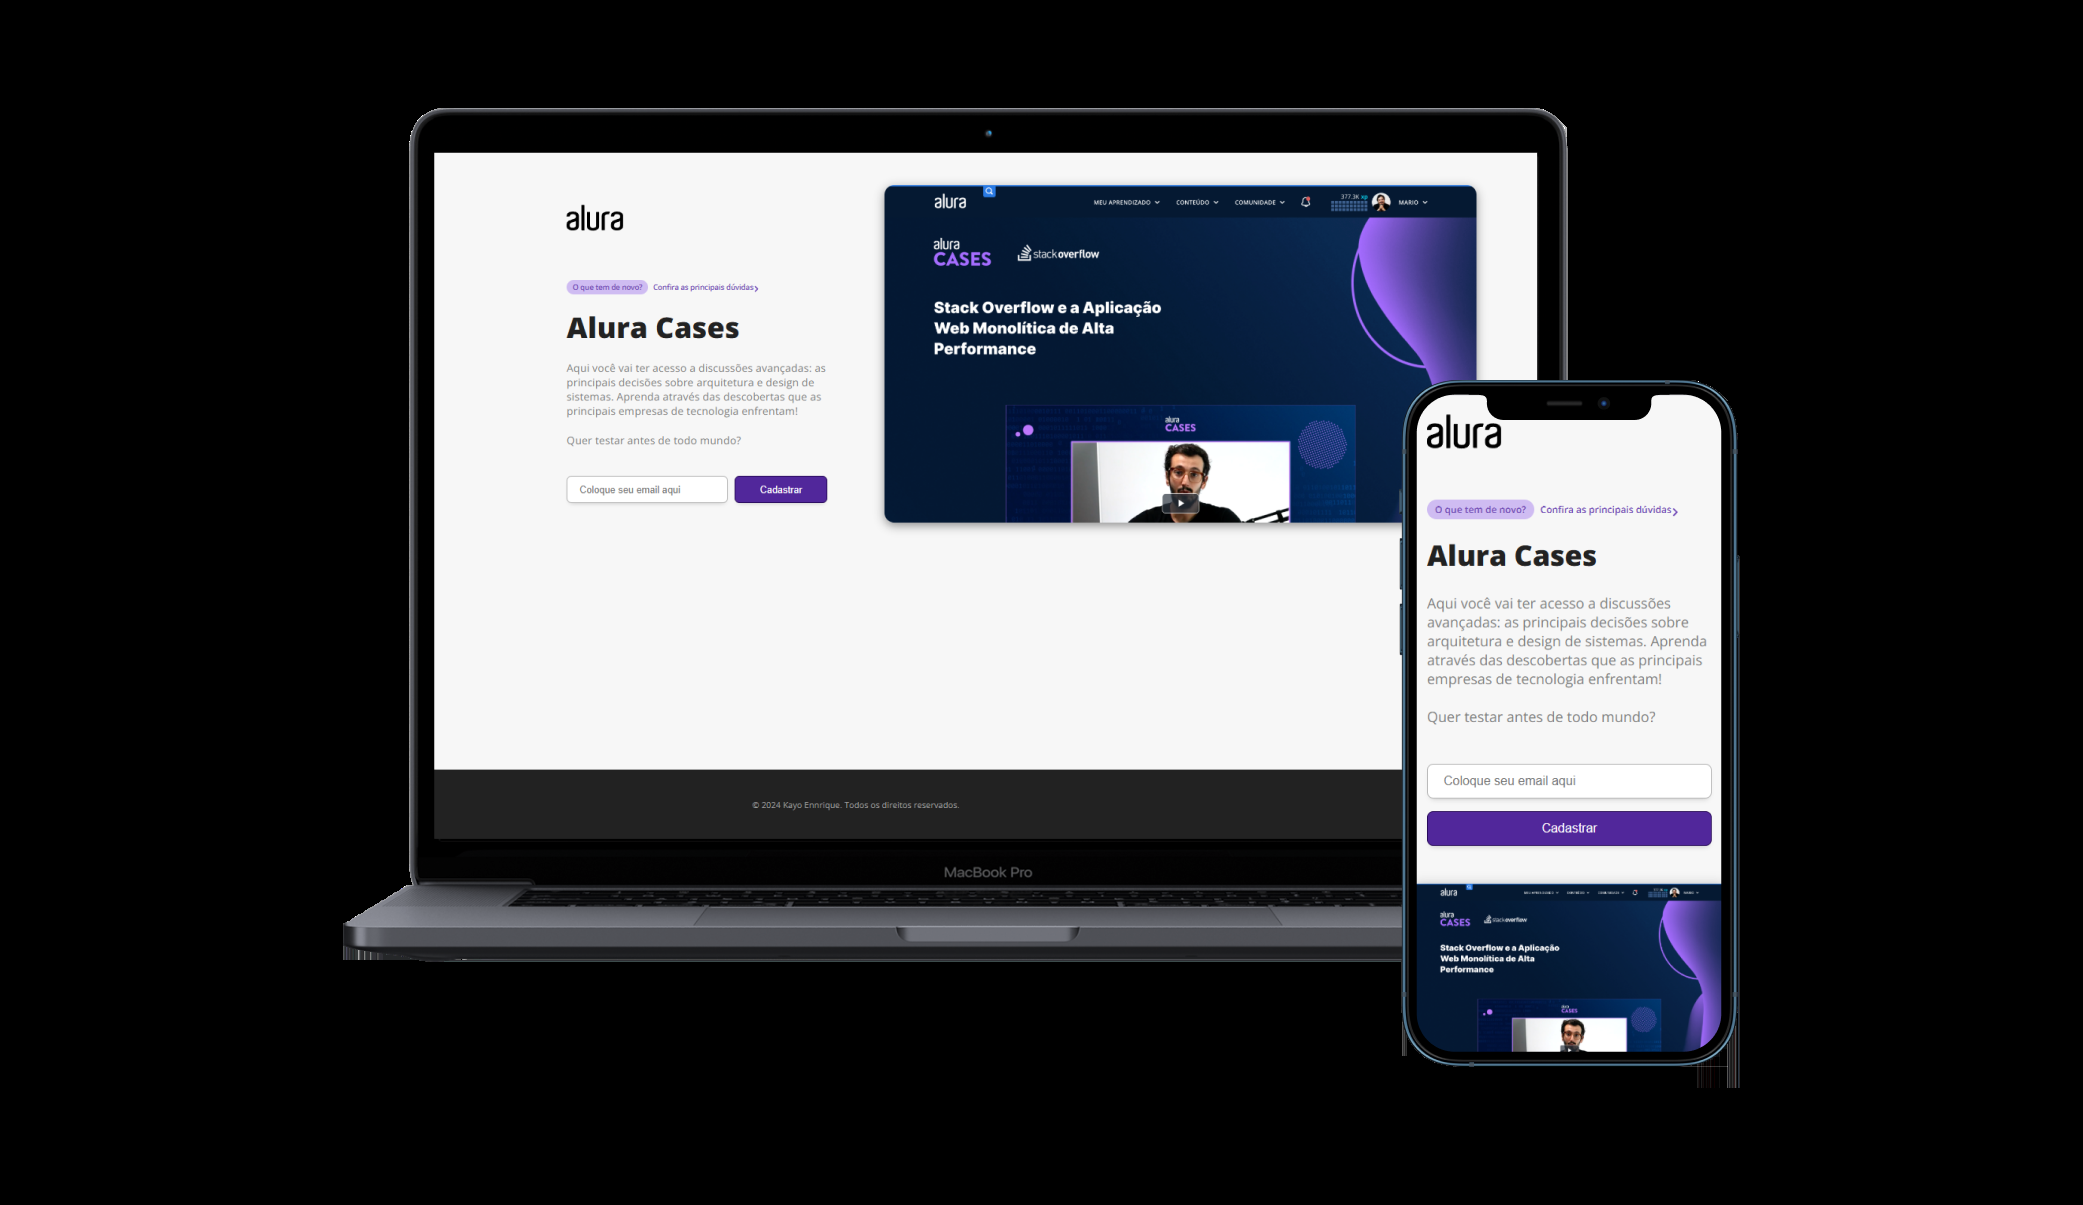 alura
O que tem de novo? Confira as principais dúvidas
Alura Cases
Aqui você vai ter acesso a discussões avançadas: as
principais decisões sobre arquitetura e design de
sistemas. Aprenda através das descobertas que as
principais empresas de tecnologia enfrentam!
Quer testar antes de todo mundo?
Coloque seu email aqui
Cadastrar
alura
MEU APRENDIZADO
CONTEÚDO
COMUNIDADE
377.3K xp
MARIO
alura
CASES
stackoverflow
Stack Overflow e a Aplicação
Web Monolítica de Alta
Performance
alura
CASES
© 2024 Kayo Ennrique. Todos os direitos reservados.
MacBook Pro
alura
O que tem de novo? Confira as principais dúvidas
Alura Cases
Aqui você vai ter acesso a discussões
avançadas: as principais decisões sobre
arquitetura e design de sistemas. Aprenda
através das descobertas que as principais
empresas de tecnologia enfrentam!
Quer testar antes de todo mundo?
Coloque seu email aqui
Cadastrar
alura
MARIO
alura
CASES
stackoverflow
Stack Overflow e a Aplicação
Web Monolítica de Alta
Performance
CASES